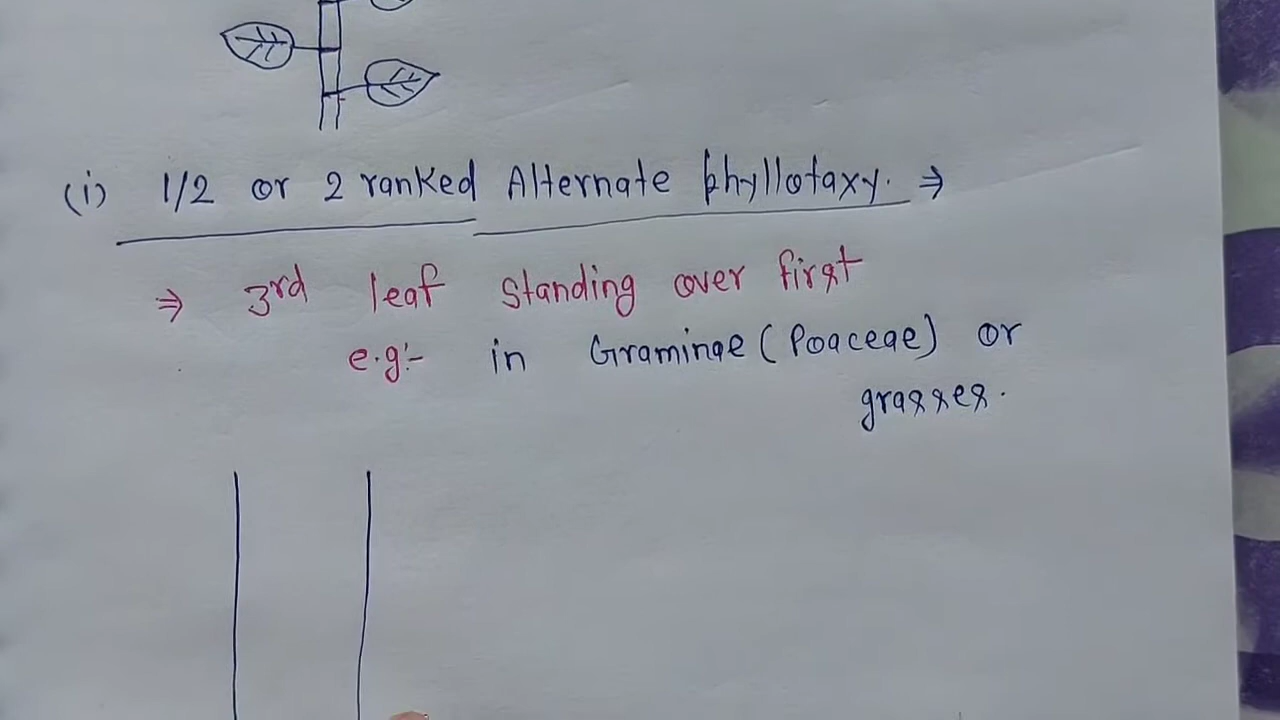 (i) 1/2 or 2 ranked Alternate phyllotaxy. ⇒
⇒ 3rd leaf standing over first
e.g:- in Graminae (Poaceae) or
grasses.